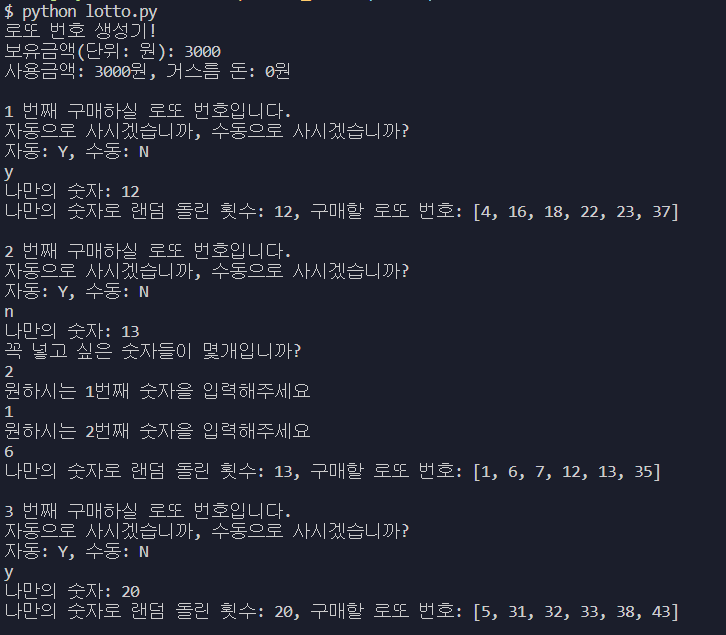 $ python lotto.py
로또 번호 생성기!
보유금액(단위: 원): 3000
사용금액: 3000원, 거스름 돈: 0원
1 번째 구매하실 로또 번호입니다.
자동으로 사시겠습니까, 수동으로 사시겠습니까?
자동: Y, 수동: N
y
나만의 숫자: 12
나만의 숫자로 랜덤 돌린 횟수: 12, 구매할 로또 번호: [4, 16, 18, 22, 23, 37]
2 번째 구매하실 로또 번호입니다.
자동으로 사시겠습니까, 수동으로 사시겠습니까?
자동: Y, 수동: N
n
나만의 숫자: 13
꼭 넣고 싶은 숫자들이 몇개입니까?
2
원하시는 1번째 숫자을 입력해주세요
1
원하시는 2번째 숫자을 입력해주세요
6
나만의 숫자로 랜덤 돌린 횟수: 13, 구매할 로또 번호: [1, 6, 7, 12, 13, 35]
3 번째 구매하실 로또 번호입니다.
자동으로 사시겠습니까, 수동으로 사시겠습니까?
자동: Y, 수동: N
y
나만의 숫자: 20
나만의 숫자로 랜덤 돌린 횟수: 20, 구매할 로또 번호: [5, 31, 32, 33, 38, 43]